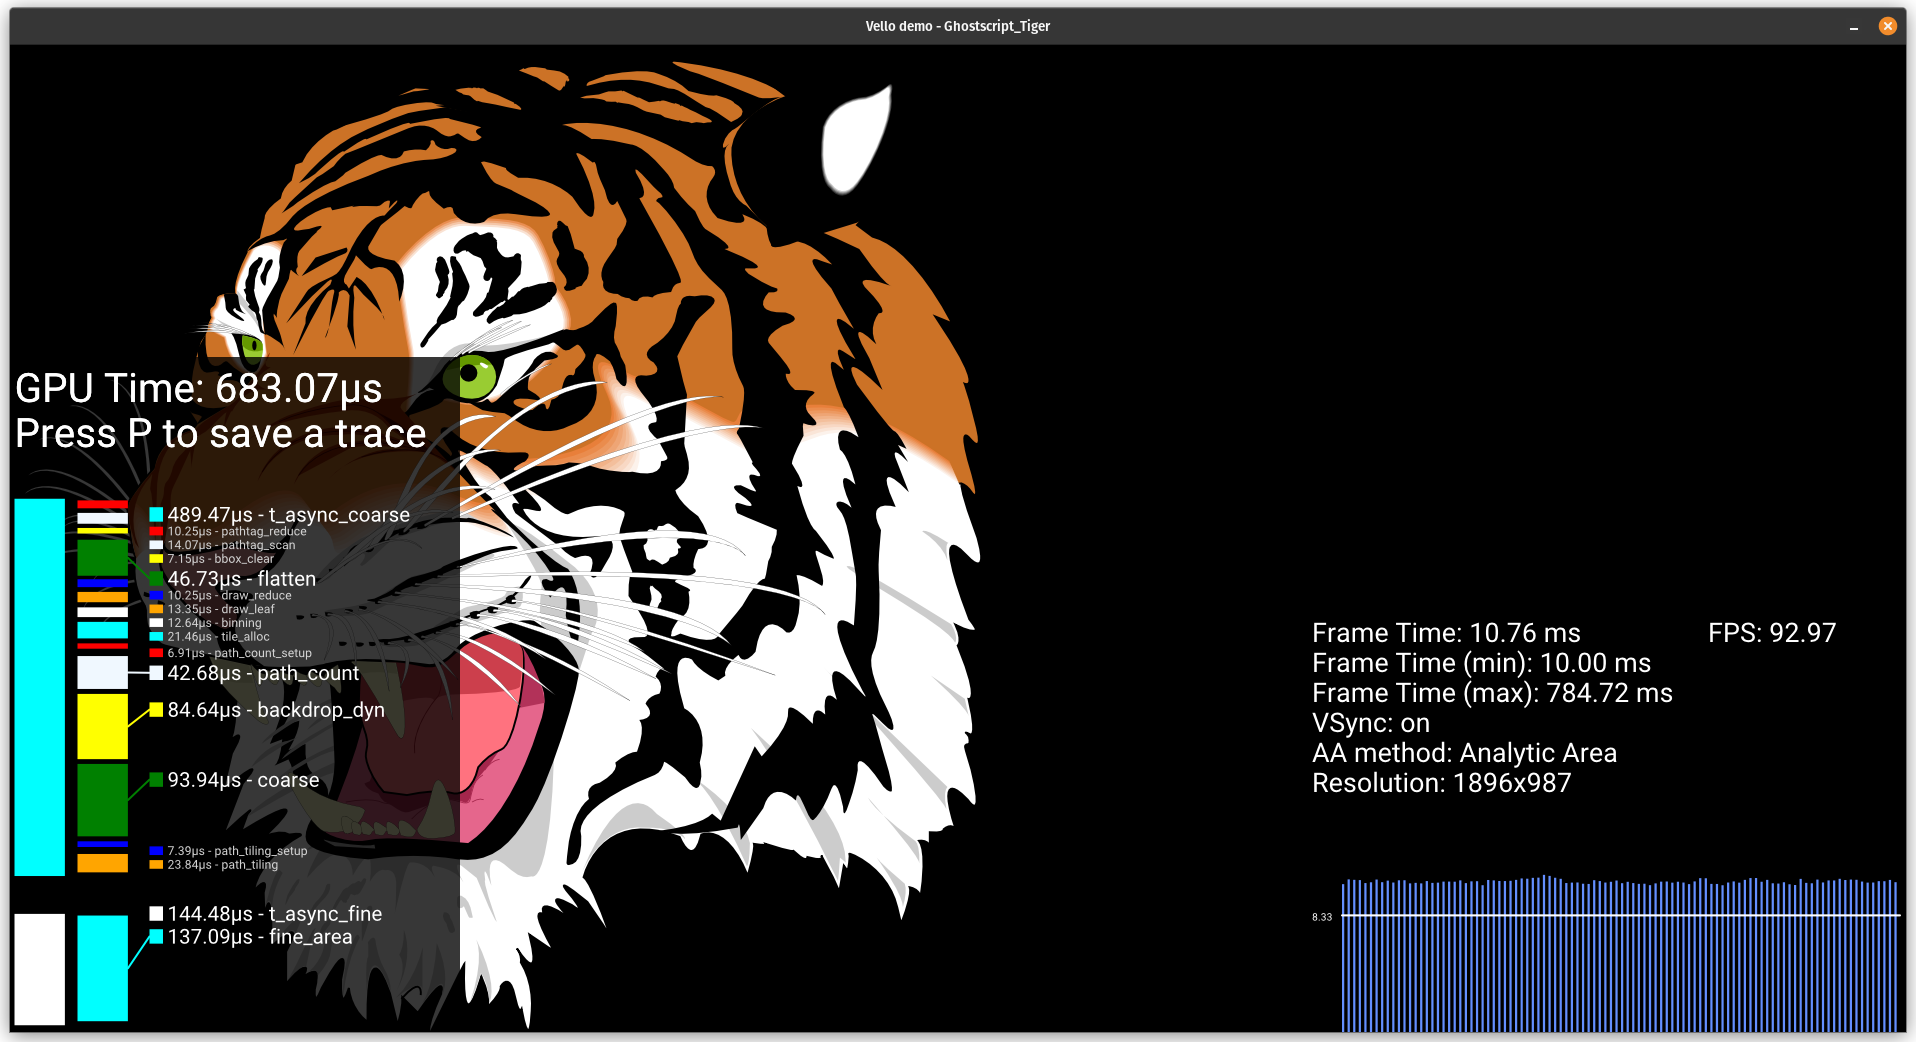 Vello demo - Ghostscript_Tiger
GPU Time: 683.07µs
Press P to save a trace
489.47µs - t_async_coarse
10.25µs - pathtag_reduce
14.07µs - pathtag_scan
7.15µs - bbox_clear
46.73µs - flatten
10.25µs - draw_reduce
13.35µs - draw_leaf
12.64µs - binning
21.46µs - tile_alloc
6.91µs - path_count_setup
42.68µs - path_count
84.64µs - backdrop_dyn
93.94µs - coarse
7.39µs - path_tiling_setup
23.84µs - path_tiling
144.48µs - t_async_fine
137.09µs - fine_area
Frame Time: 10.76 ms FPS: 92.97
Frame Time (min): 10.00 ms
Frame Time (max): 784.72 ms
VSync: on
AA method: Analytic Area
Resolution: 1896x987
8.33